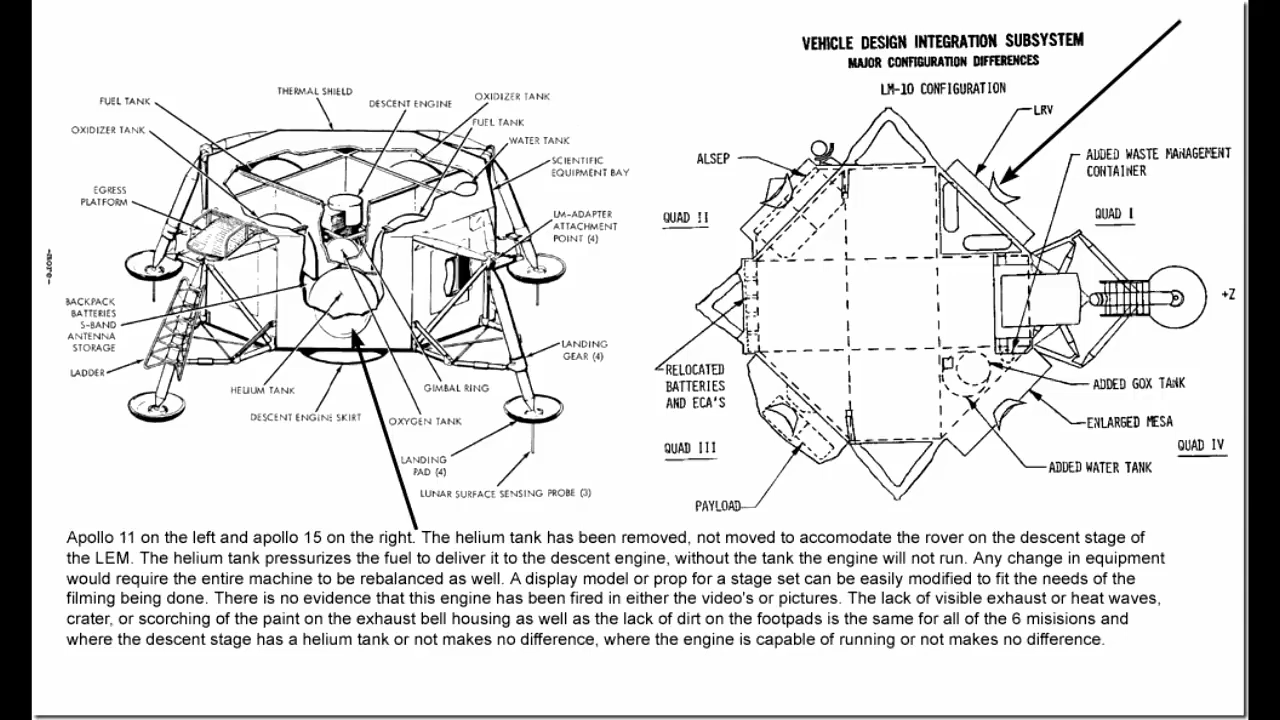 VEHICLE DESIGN INTEGRATION SUBSYSTEM
MAJOR CONFIGURATION DIFFERENCES
LM-10 CONFIGURATION
THERMAL SHIELD
FUEL TANK
DESCENT ENGINE
OXIDIZER TANK
OXIDIZER TANK
FUEL TANK
WATER TANK
SCIENTIFIC
EQUIPMENT BAY
EGRESS
PLATFORM
LM-ADAPTER
ATTACHMENT
POINT (4)
BACKPACK
BATTERIES
S-BAND
ANTENNA
STORAGE
LADDER
LANDING
GEAR (4)
HELIUM TANK
GIMBAL RING
DESCENT ENGINE SKIRT
OXYGEN TANK
LANDING
PAD (4)
LUNAR SURFACE SENSING PROBE (3)
-more-
LRV
ALSEP
ADDED WASTE MANAGEMENT
CONTAINER
QUAD II
QUAD I
+Z
RELOCATED
BATTERIES
AND ECA'S
ADDED GOX TANK
ENLARGED MESA
QUAD III
QUAD IV
ADDED WATER TANK
PAYLOAD
Apollo 11 on the left and apollo 15 on the right. The helium tank has been removed, not moved to accomodate the rover on the descent stage of
the LEM. The helium tank pressurizes the fuel to deliver it to the descent engine, without the tank the engine will not run. Any change in equipment
would require the entire machine to be rebalanced as well. A display model or prop for a stage set can be easily modified to fit the needs of the
filming being done. There is no evidence that this engine has been fired in either the video's or pictures. The lack of visible exhaust or heat waves,
crater, or scorching of the paint on the exhaust bell housing as well as the lack of dirt on the footpads is the same for all of the 6 misisions and
where the descent stage has a helium tank or not makes no difference, where the engine is capable of running or not makes no difference.